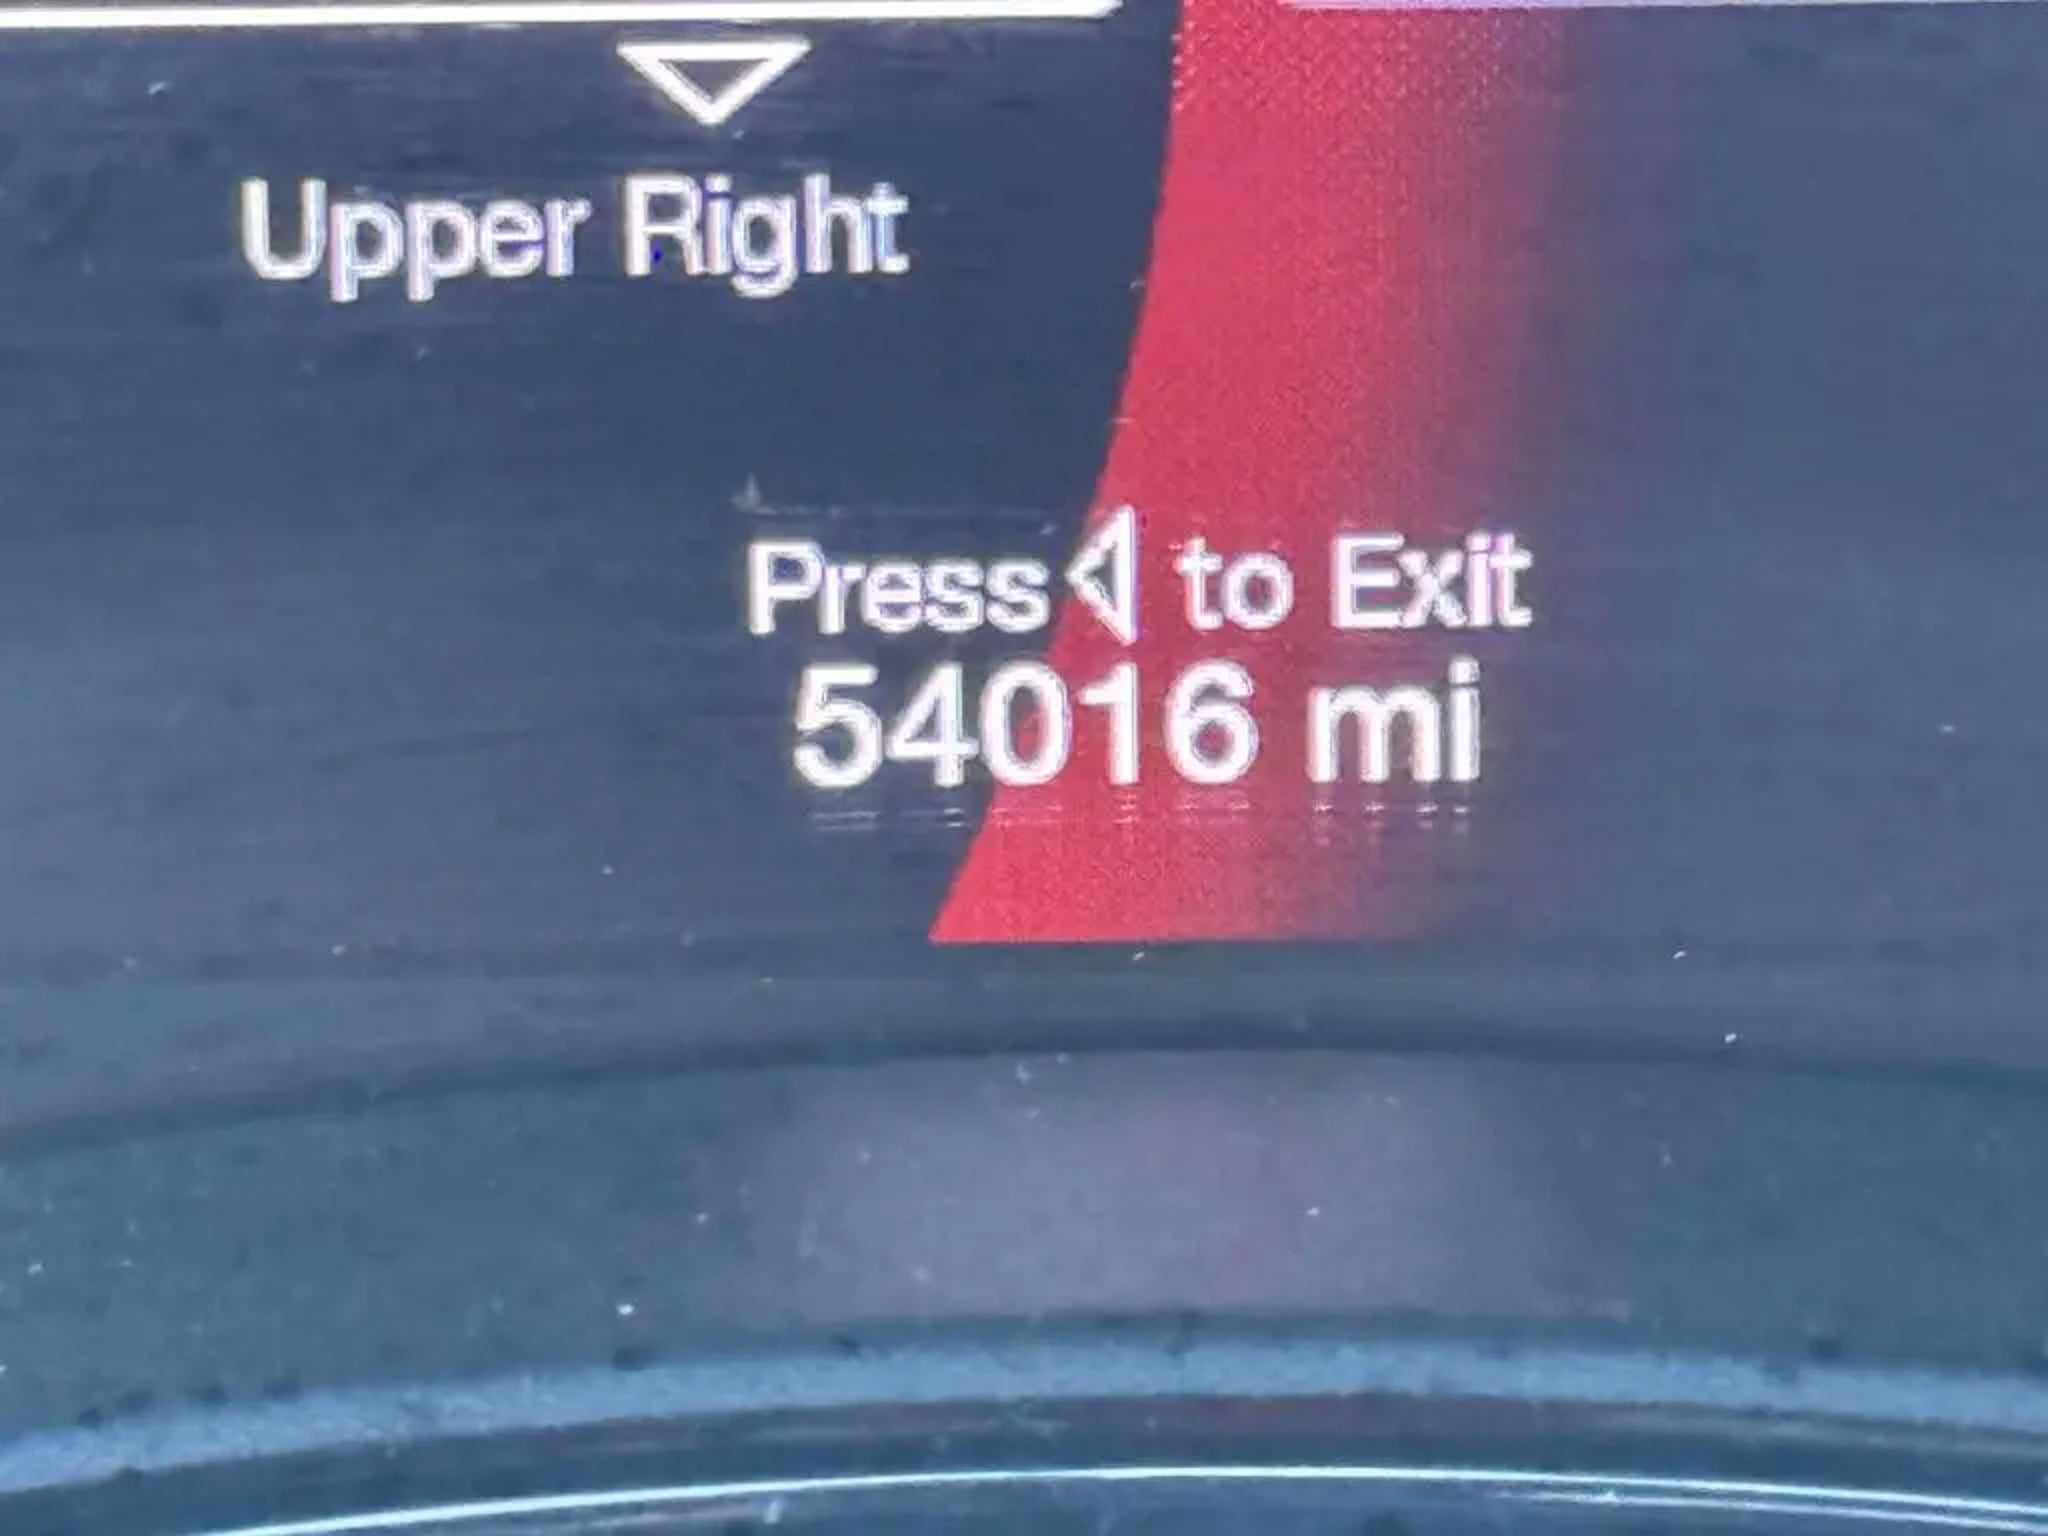 Upper Right
Press to Exit
54016 mi